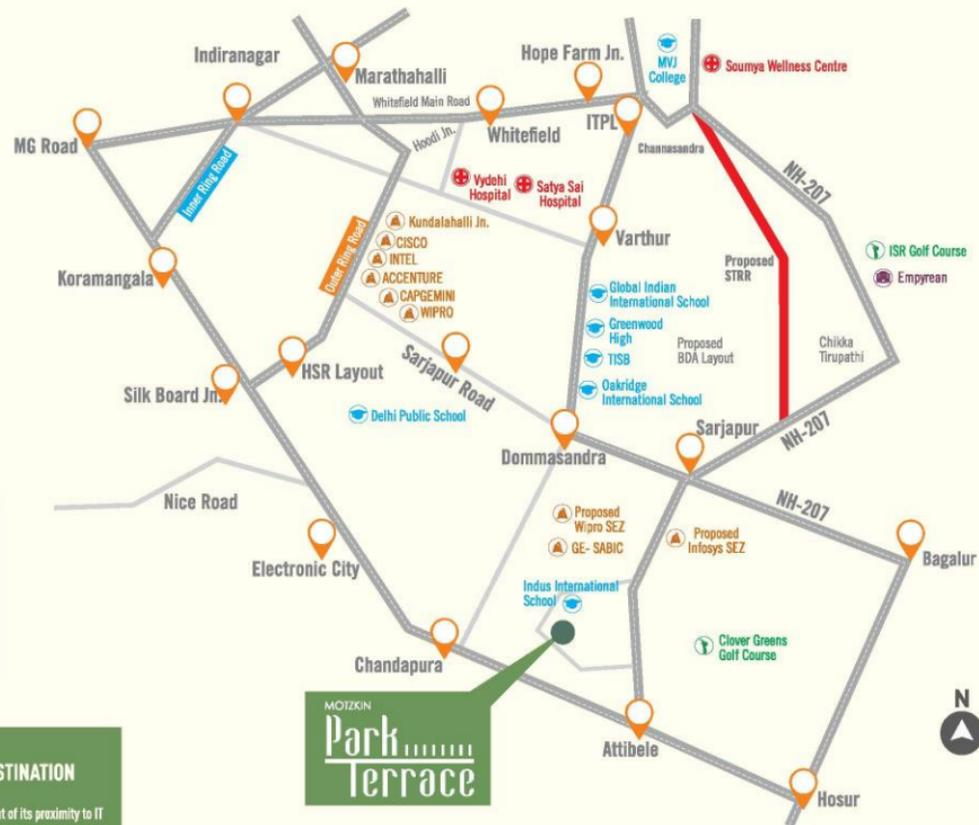 Indiranagar
Hope Farm Jn.
MVJ
College
Soumya Wellness Centre
Marathahalli
Whitefield Main Road
ITPL
MG Road
Hoodi Jn.
Whitefield
Channasandra
NH-207
Inner Ring Road
Vydehi
Hospital
Satya Sai
Hospital
Kundalahalli Jn.
Varthur
CISCO
INTEL
ISR Golf Course
Proposed
STRR
Empyrean
Outer Ring Road
Koramangala
ACCENTURE
CAPGEMINI
WIPRO
Global Indian
International School
Greenwood
High
Proposed
BDA Layout
Chikka
Tirupathi
TISB
HSR Layout
Sarjapur Road
Silk Board Jn.
Oakridge
International School
Delhi Public School
Sarjapur
NH-207
Dommasandra
Nice Road
NH-207
Proposed
Wipro SEZ
Proposed
Infosys SEZ
GE- SABIC
Bagalur
Electronic City
Indus International
School
Clover Greens
Golf Course
Chandapura
N
MOTZKIN
Park
Terrace
Attibele
STINATION
Hosur
t of its proximity to IT